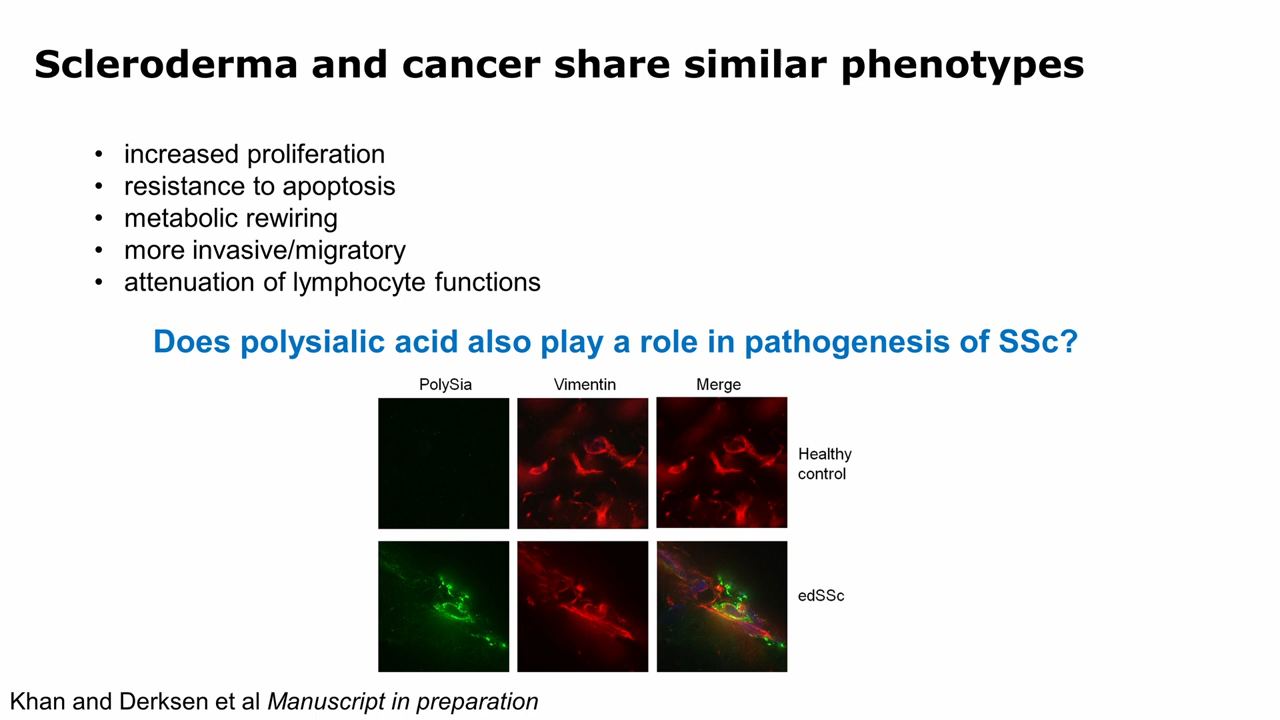 Scleroderma and cancer share similar phenotypes
• increased proliferation
• resistance to apoptosis
• metabolic rewiring
• more invasive/migratory
• attenuation of lymphocyte functions
Does polysialic acid also play a role in pathogenesis of SSc?
PolySia Vimentin Merge
Healthy
control
edSSc
Khan and Derksen et al Manuscript in preparation